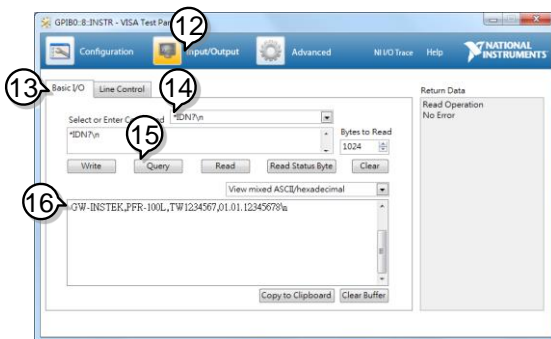 GPIB0::8::INSTR - VISA Test Pan
12
Configuration
Input/Output
Advanced
NI I/O Trace
Help
NATIONAL
INSTRUMENTS
13
Basic I/O
Line Control
14
Return Data
Read Operation
No Error
Select or Enter Command
*IDN?\n
15
*IDN?\n
Bytes to Read
1024
Write
Query
Read
Read Status Byte
Clear
View mixed ASCII/hexadecimal
16
GW-INSTEK,PFR-100L,TW1234567,01.01.12345678\n
Copy to Clipboard
Clear Buffer